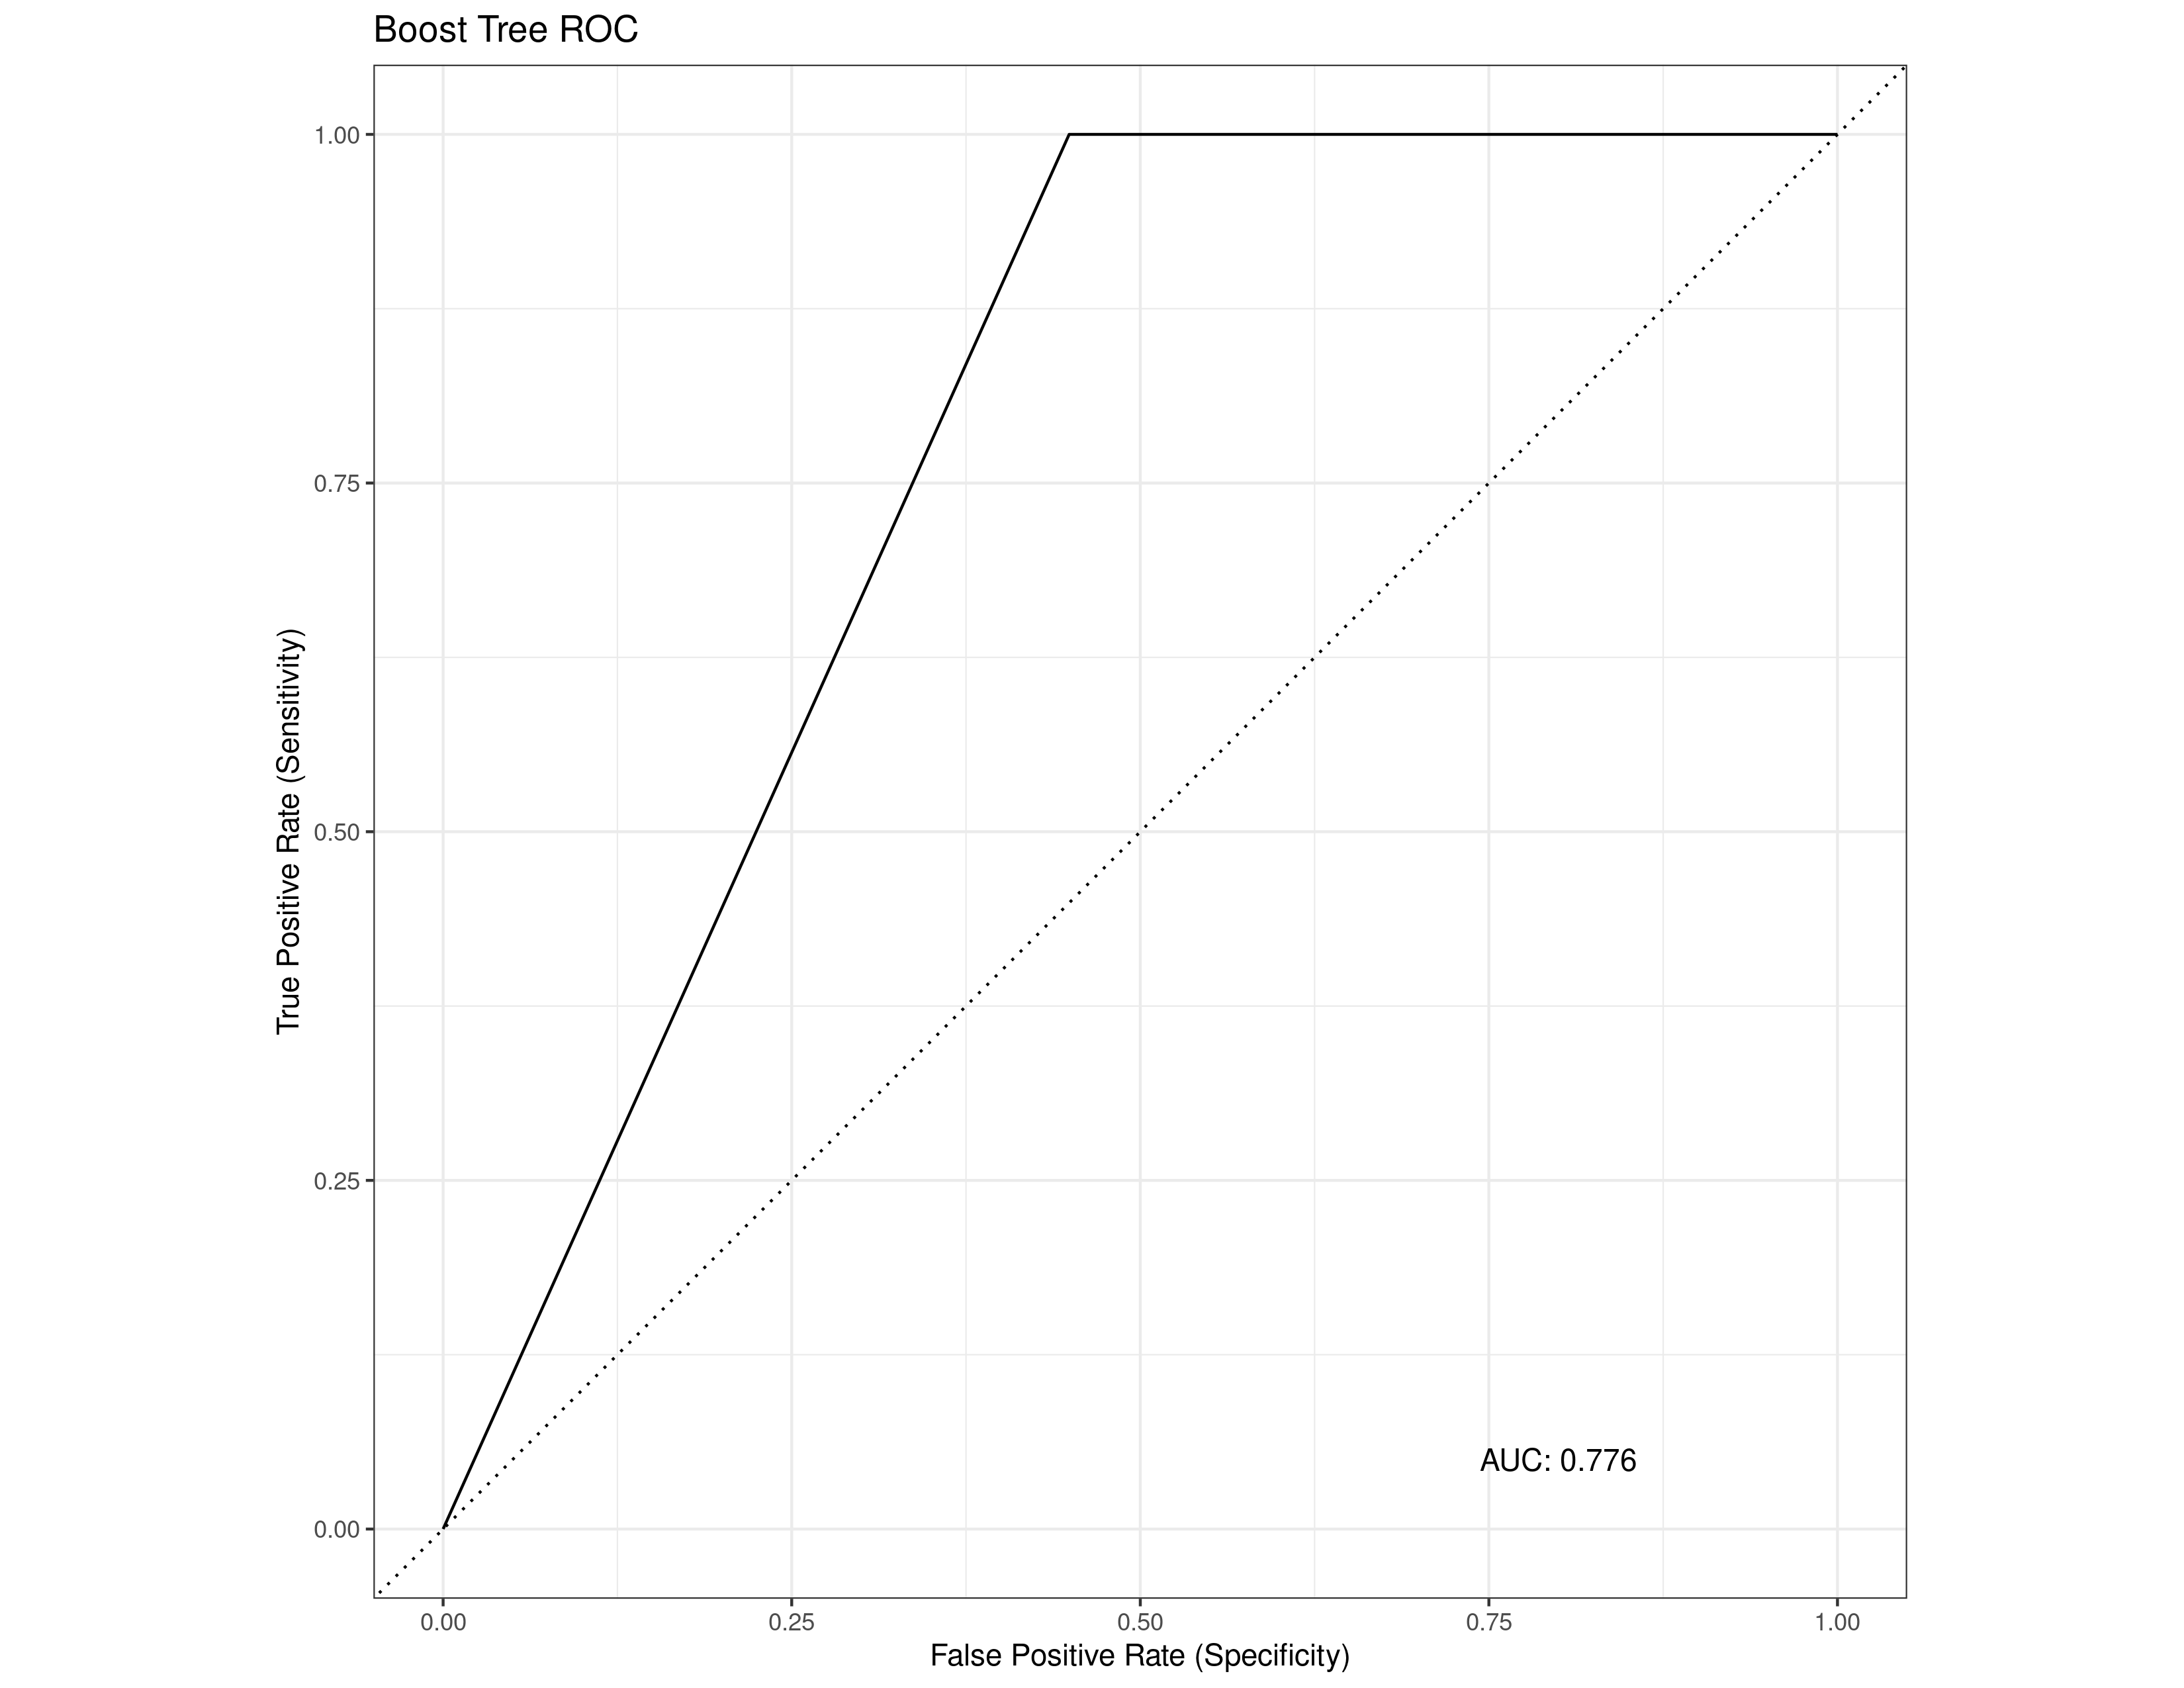 Boost Tree ROC
True Positive Rate (Sensitivity)
1.00
0.75
0.50
0.25
0.00
AUC: 0.776
0.00 0.25 0.50 0.75 1.00
False Positive Rate (Specificity)